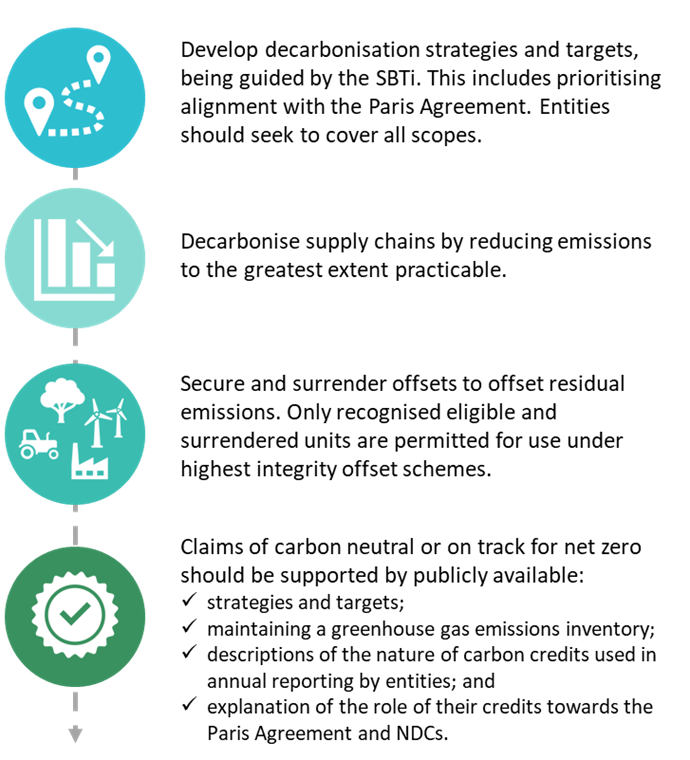 Develop decarbonisation strategies and targets,
being guided by the SBTi. This includes prioritising
alignment with the Paris Agreement. Entities
should seek to cover all scopes.
Decarbonise supply chains by reducing emissions
to the greatest extent practicable.
Secure and surrender offsets to offset residual
emissions. Only recognised eligible and
surrendered units are permitted for use under
highest integrity offset schemes.
Claims of carbon neutral or on track for net zero
should be supported by publicly available:
✓ strategies and targets;
✓ maintaining a greenhouse gas emissions inventory;
✓ descriptions of the nature of carbon credits used in
annual reporting by entities; and
✓ explanation of the role of their credits towards the
Paris Agreement and NDCs.